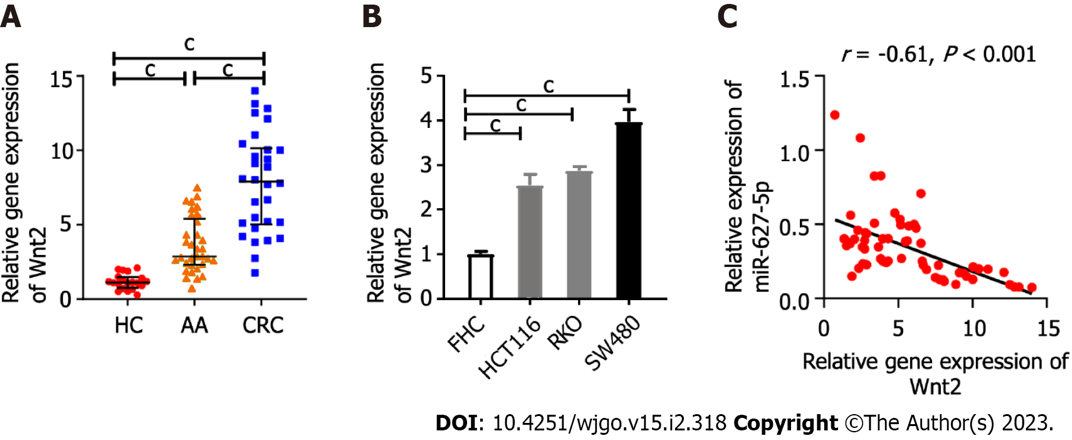 A
C
C
C
Relative gene expression
of Wnt2
15
10
5
0
HC
AA
CRC
B
C
C
C
Relative gene expression
of Wnt2
5
4
3
2
1
0
FHC
HCT116
RKO
SW480
C
r = -0.61, P < 0.001
Relative expression of
miR-627-5p
1.5
1.0
0.5
0.0
0
5
10
15
Relative gene expression of
Wnt2
DOI: 10.4251/wjgo.v15.i2.318 Copyright ©The Author(s) 2023.